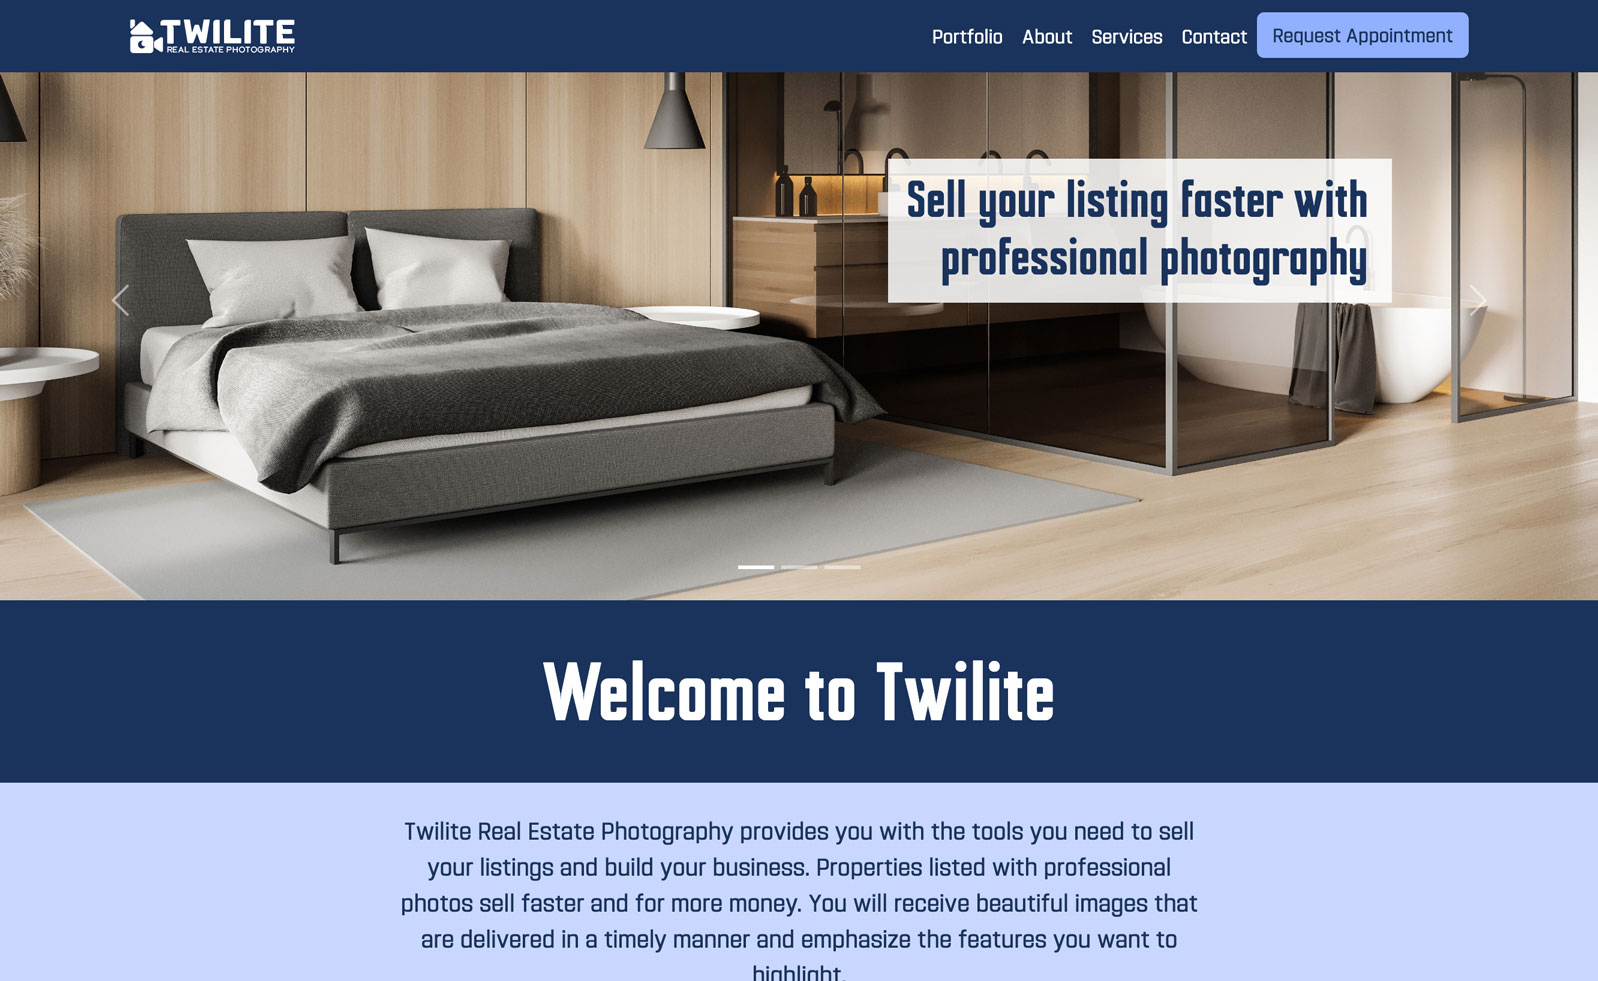 TWILITE
REAL ESTATE PHOTOGRAPHY
Portfolio About Services Contact Request Appointment
Sell your listing faster with
professional photography
Welcome to Twilite
Twilite Real Estate Photography provides you with the tools you need to sell
your listings and build your business. Properties listed with professional
photos sell faster and for more money. You will receive beautiful images that
are delivered in a timely manner and emphasize the features you want to
highlight.